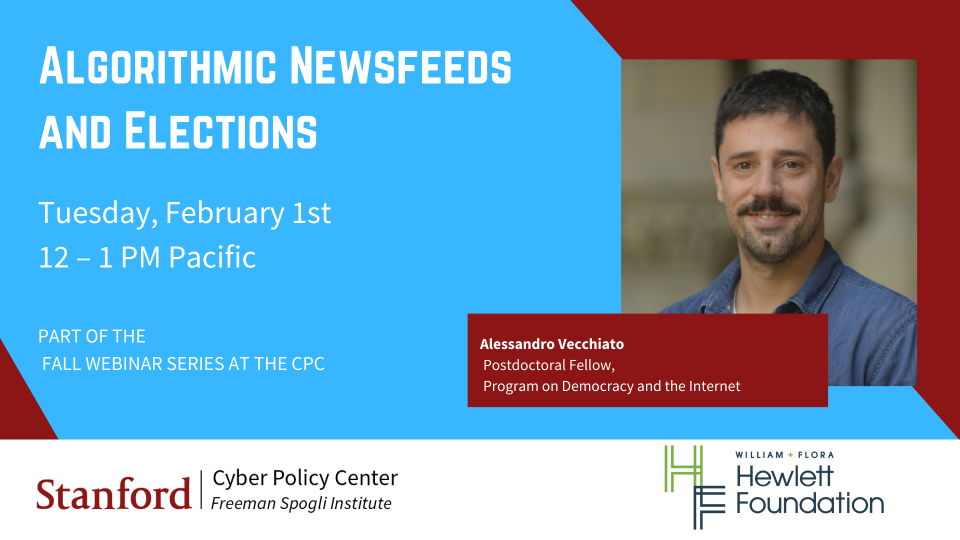 Algorithmic Newsfeeds
and Elections
Tuesday, February 1st
12 – 1 PM Pacific
PART OF THE
FALL WEBINAR SERIES AT THE CPC
Alessandro Vecchiato
Postdoctoral Fellow,
Program on Democracy and the Internet
Stanford
Cyber Policy Center
Freeman Spogli Institute
HF
WILLIAM + FLORA
Hewlett
Foundation